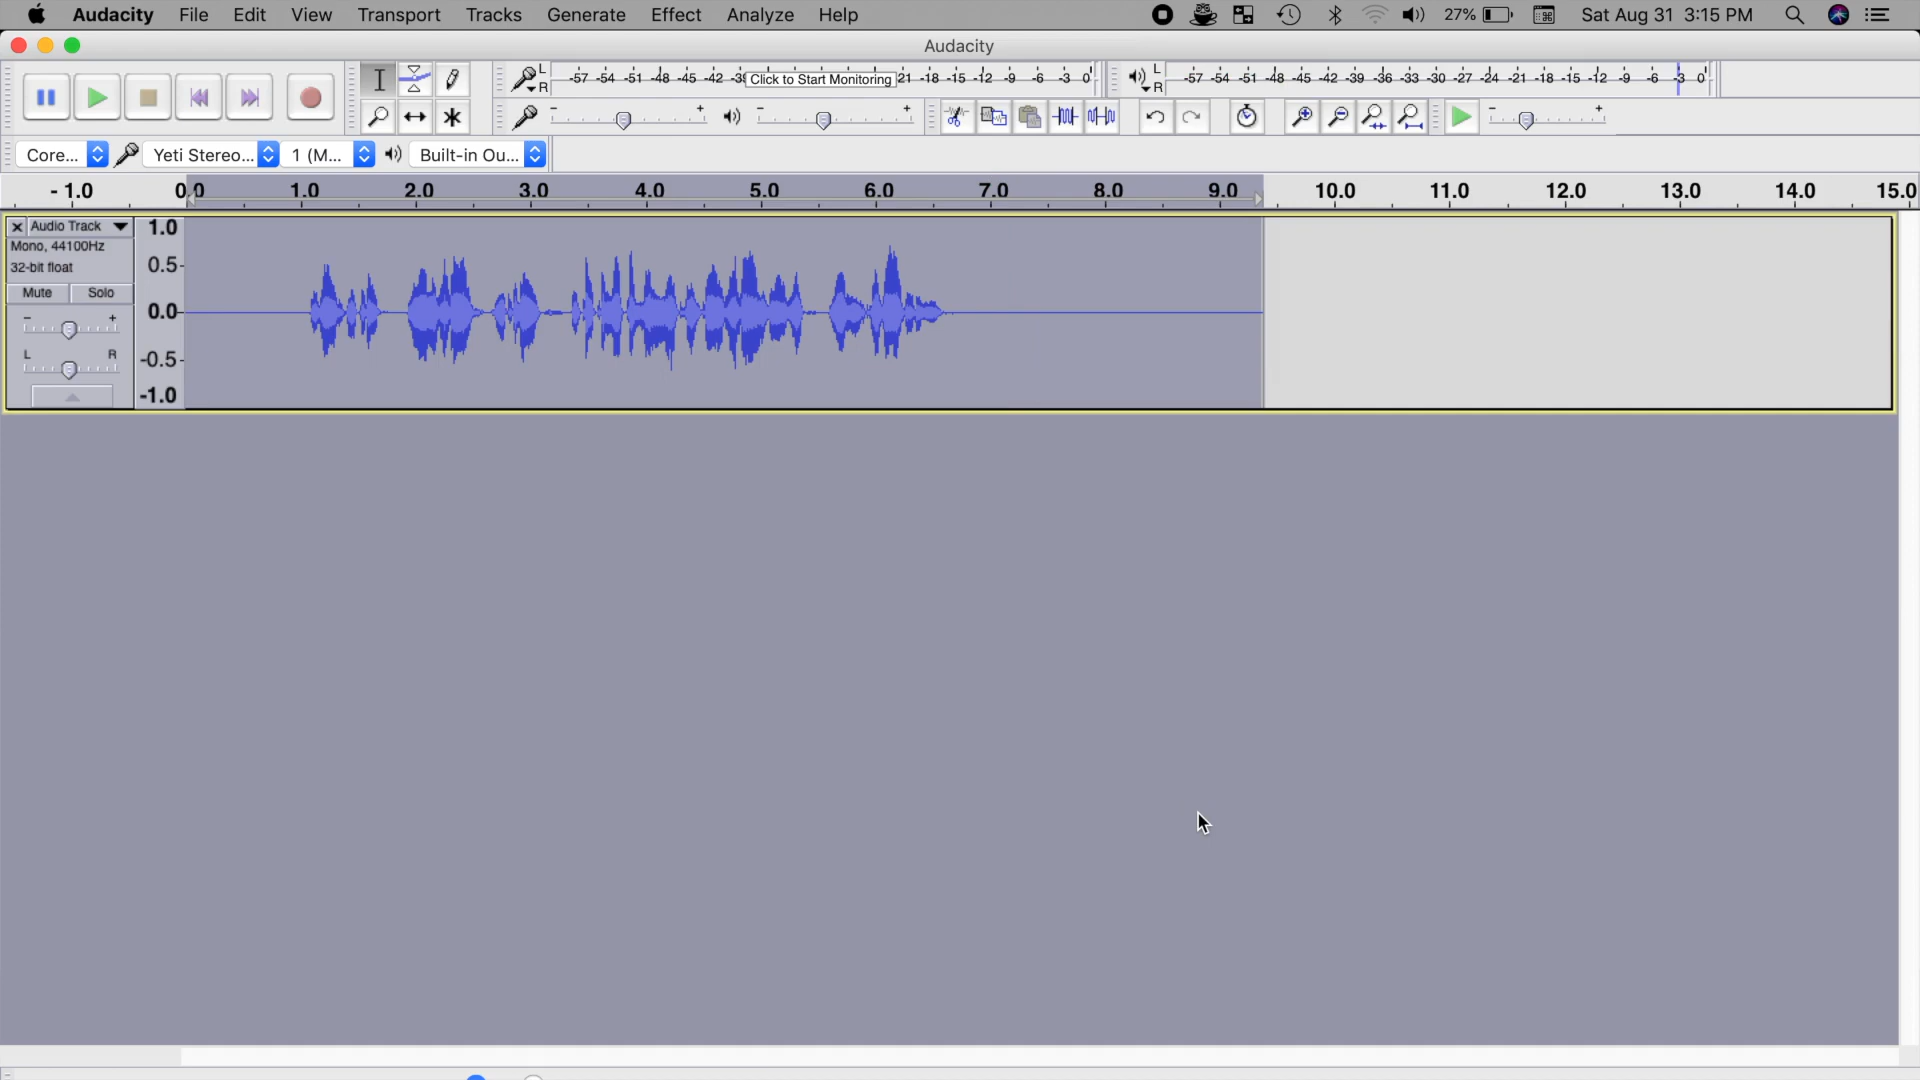 Audacity File Edit View Transport Tracks Generate Effect Analyze Help 27% Sat Aug 31 3:15 PM
Audacity
L R -57 -54 -51 -48 -45 -42 Click to Start Monitoring 21 -18 -15 -12 -9 -6 -3 0 L R -57 -54 -51 -48 -45 -42 -39 -36 -33 -30 -27 -24 -21 -18 -15 -12 -9 -6 -3 0
- + - + - +
Core... Yeti Stereo... 1 (M... Built-in Ou...
- 1.0 0.0 1.0 2.0 3.0 4.0 5.0 6.0 7.0 8.0 9.0 10.0 11.0 12.0 13.0 14.0 15.0
Audio Track 1.0
Mono, 44100Hz
32-bit float 0.5
Mute Solo
- + 0.0
L R -0.5
-1.0